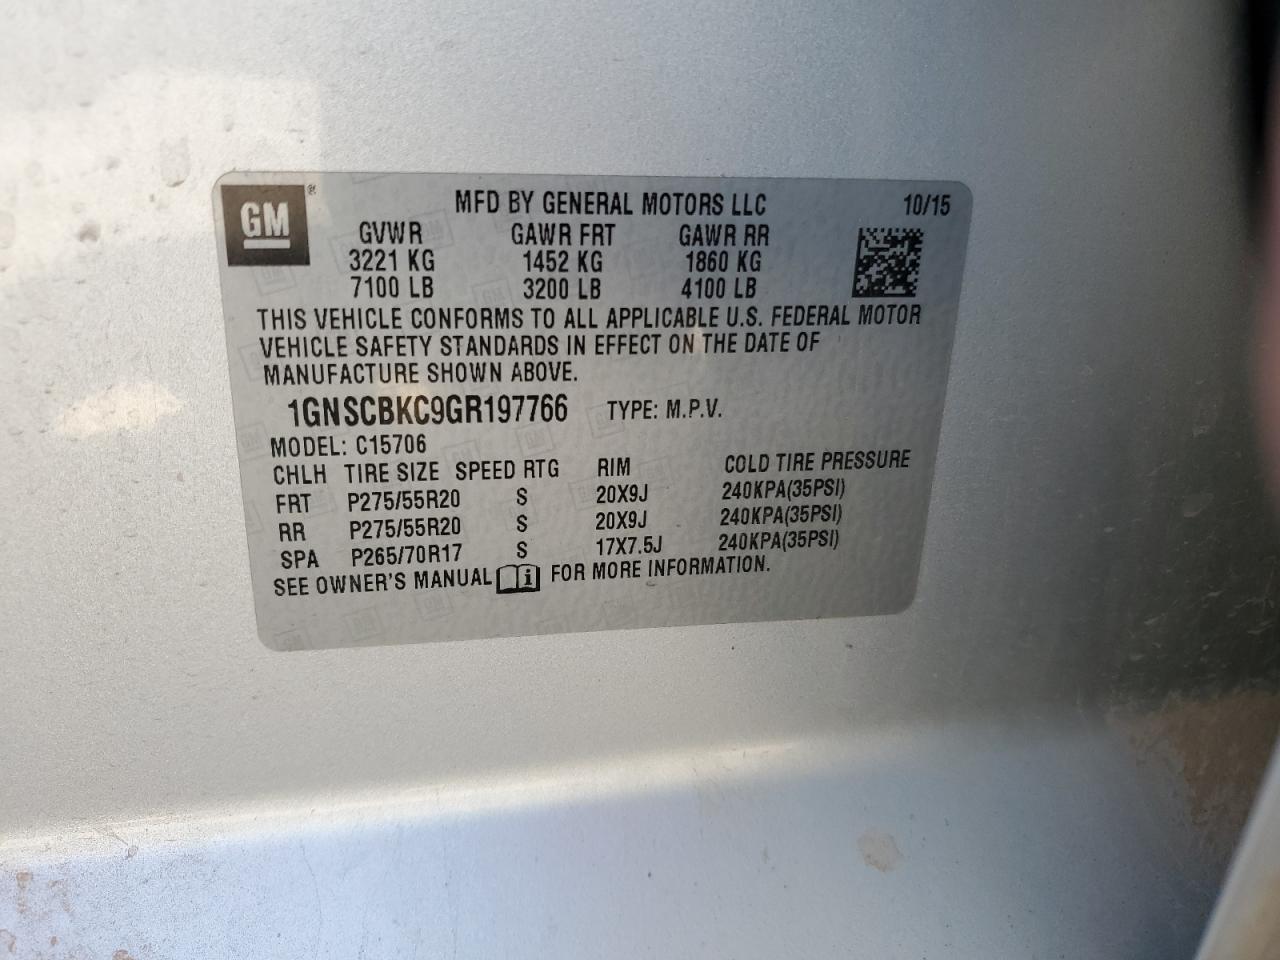 GM ®
MFD BY GENERAL MOTORS LLC 10/15
GVWR GAWR FRT GAWR RR
3221 KG 1452 KG 1860 KG
7100 LB 3200 LB 4100 LB
THIS VEHICLE CONFORMS TO ALL APPLICABLE U.S. FEDERAL MOTOR
VEHICLE SAFETY STANDARDS IN EFFECT ON THE DATE OF
MANUFACTURE SHOWN ABOVE.
1GNSCBKC9GR197766 TYPE: M.P.V.
MODEL: C15706
CHLH TIRE SIZE SPEED RTG RIM COLD TIRE PRESSURE
FRT P275/55R20 S 20X9J 240KPA(35PSI)
RR P275/55R20 S 20X9J 240KPA(35PSI)
SPA P265/70R17 S 17X7.5J 240KPA(35PSI)
SEE OWNER'S MANUAL i FOR MORE INFORMATION.